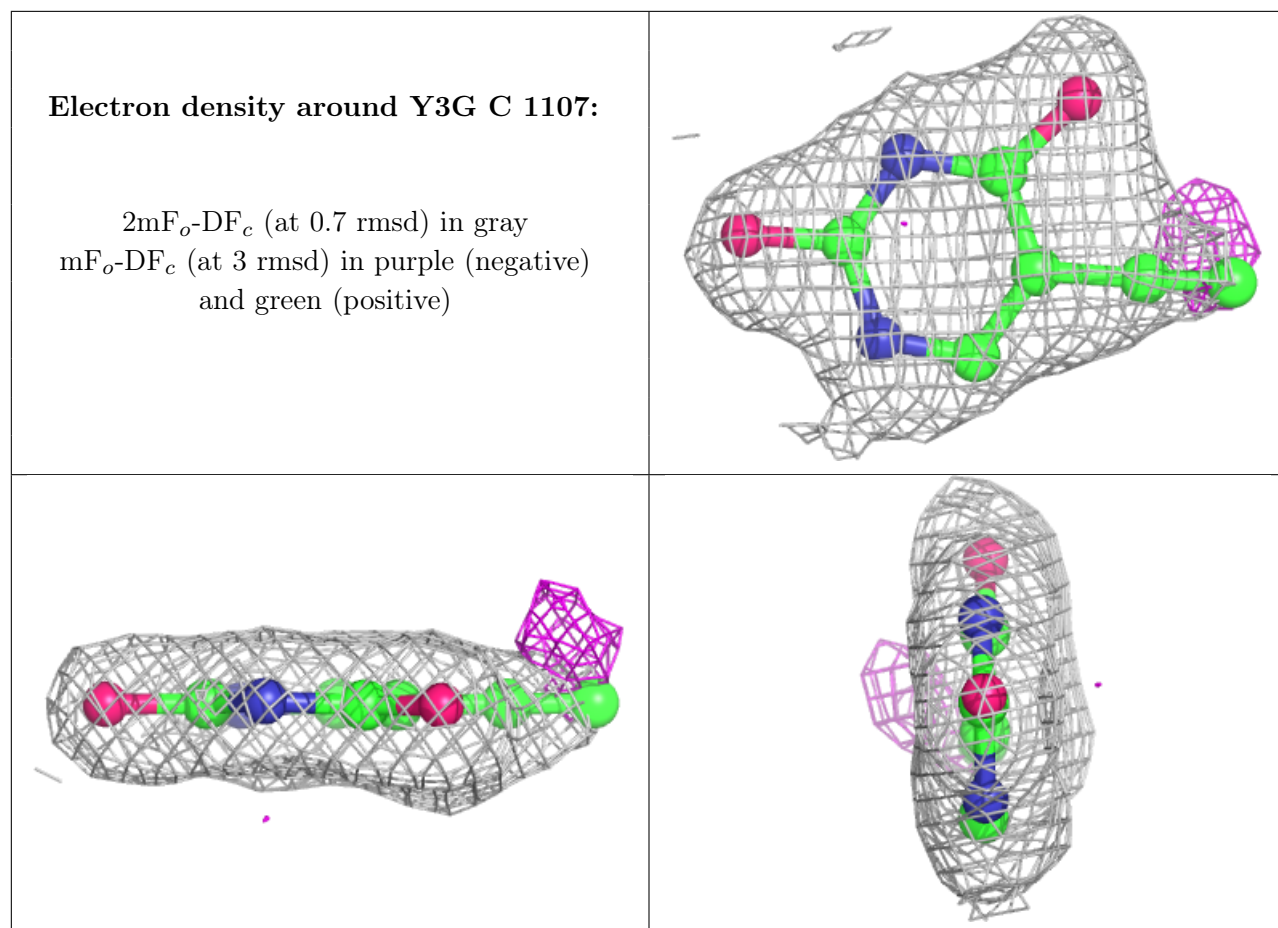 Electron density around Y3G C 1107:
2mFₒ-DF𝒸 (at 0.7 rmsd) in gray
mFₒ-DF𝒸 (at 3 rmsd) in purple (negative)
and green (positive)